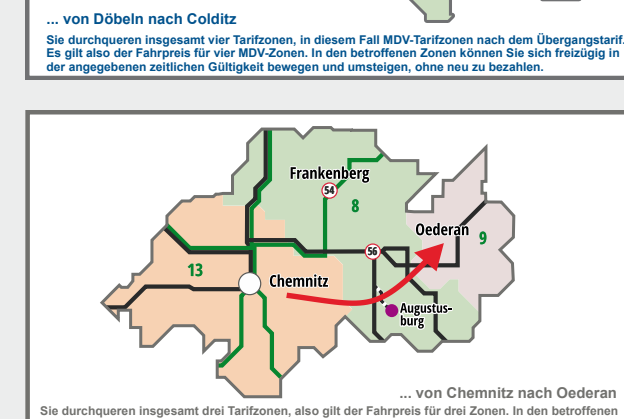 ... von Döbeln nach Colditz
Sie durchqueren insgesamt vier Tarifzonen, in diesem Fall MDV-Tarifzonen nach dem Übergangstarif.
Es gilt also der Fahrpreis für vier MDV-Zonen. In den betroffenen Zonen können Sie sich freizügig in
der angegebenen zeitlichen Gültigkeit bewegen und umsteigen, ohne neu zu bezahlen.
Frankenberg
54
8
Oederan
9
56
13
Chemnitz
Augustus-
burg
... von Chemnitz nach Oederan
Sie durchqueren insgesamt drei Tarifzonen, also gilt der Fahrpreis für drei Zonen. In den betroffenen